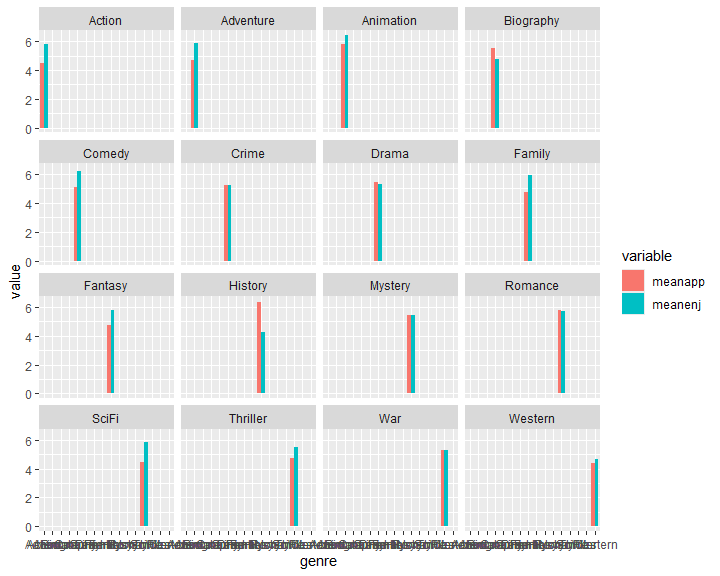 Action Adventure Animation Biography
6
4
2
0
Comedy Crime Drama Family
6
4
2
0
Fantasy History Mystery Romance
6
4
2
0
SciFi Thriller War Western
6
4
2
0
value
genre
variable
meanapp
meanenj